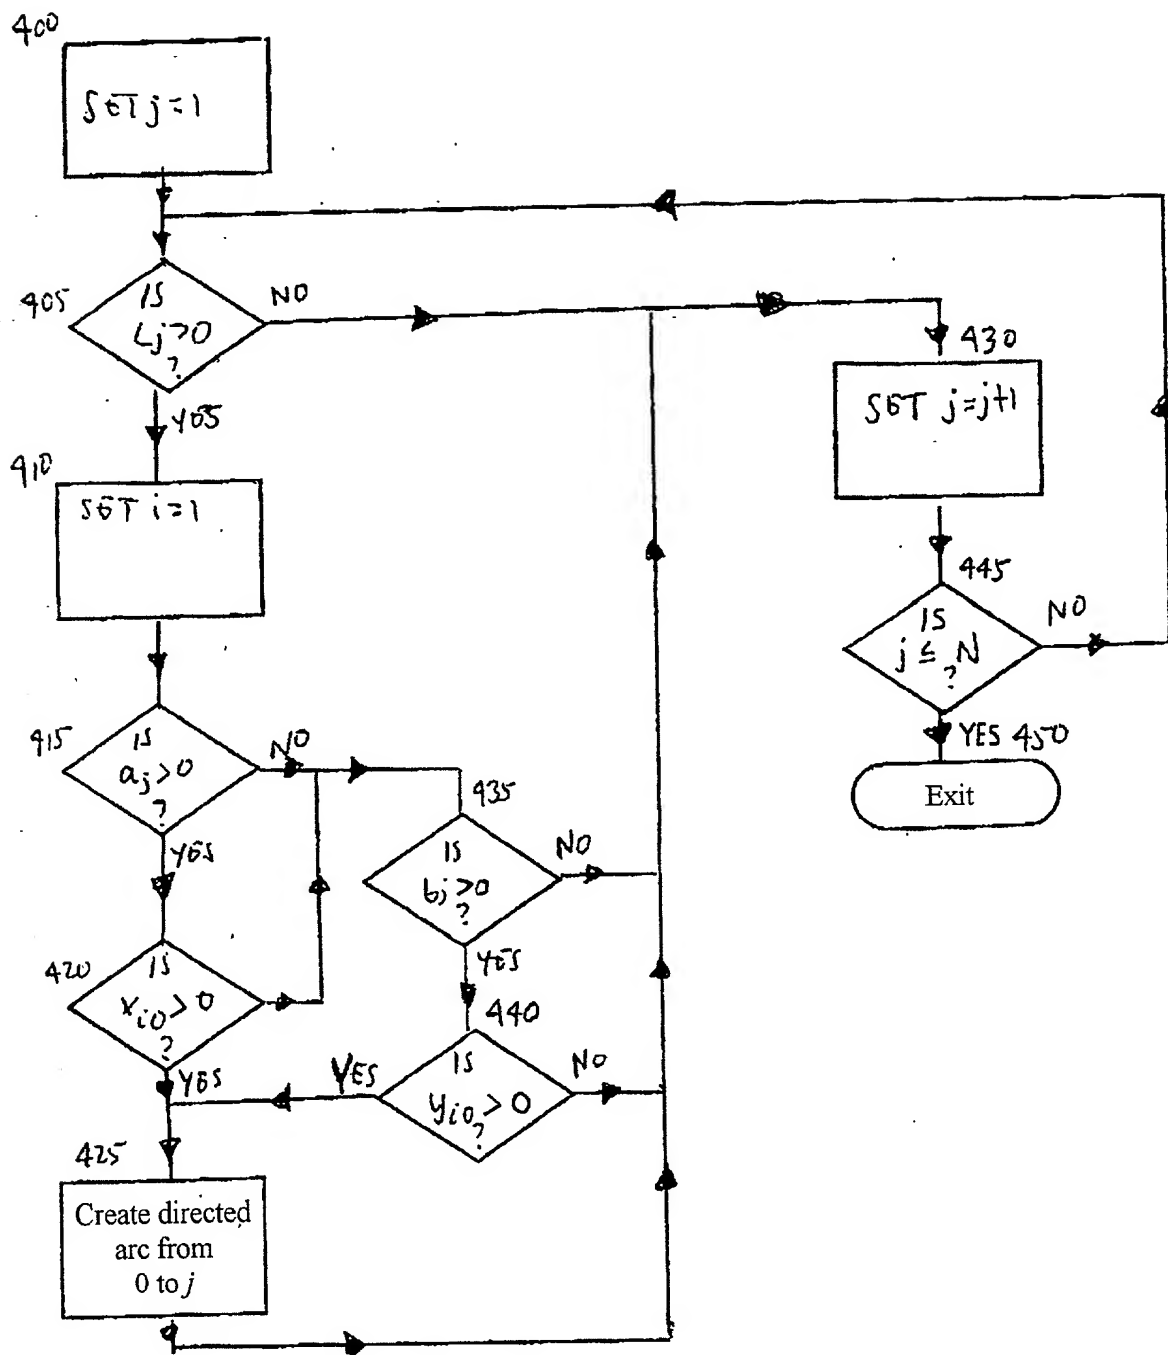 400
SET j=1
405
IS
Lj>0
?
NO
YES
430
SET j=j+1
410
SET i=1
445
IS
j ≤ N
?
NO
YES 450
Exit
415
IS
aj>0
?
NO
YES
435
IS
bj>0
?
NO
YES
420
IS
xi0>0
?
YES
440
IS
yi0>0
?
YES
NO
425
Create directed
arc from
0 to j